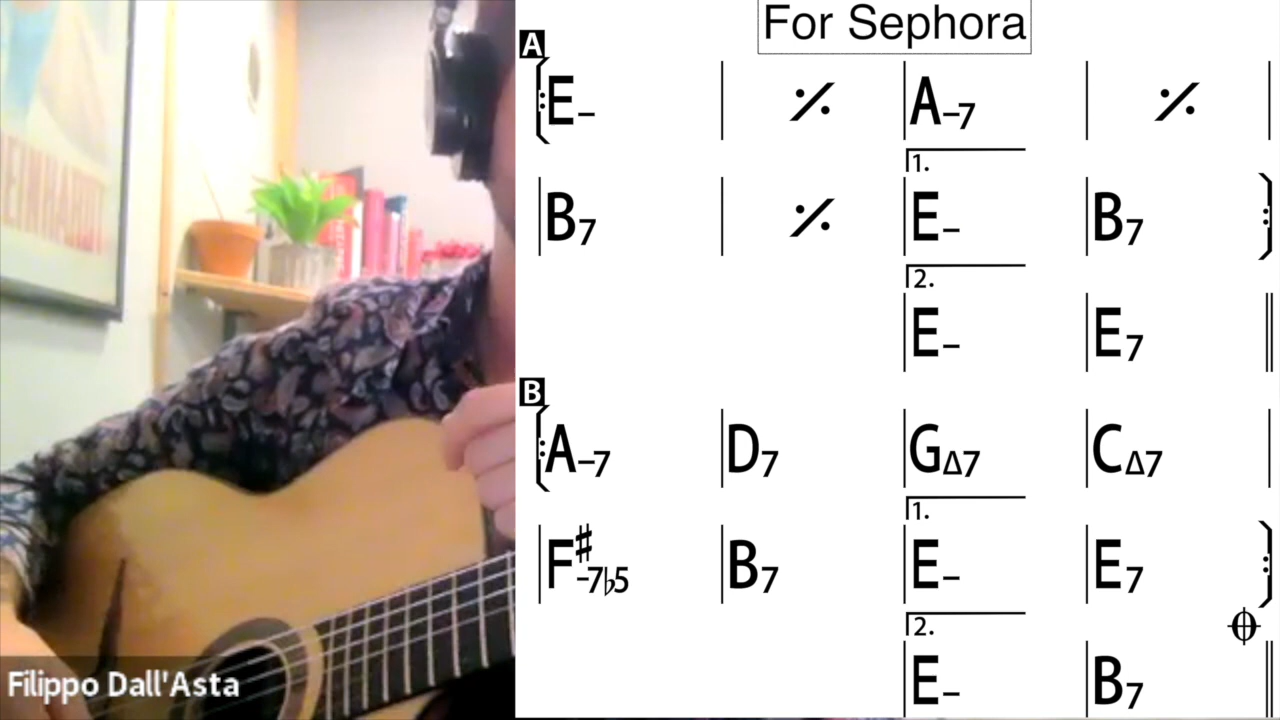 For Sephora
A
E– | 𝄎 | A–7 | 𝄎
1.
B7 | 𝄎 | E– | B7
2.
E– | E7
B
A–7 | D7 | GΔ7 | CΔ7
1.
F♯–7♭5 | B7 | E– | E7
2.
E– | B7
Filippo Dall'Asta